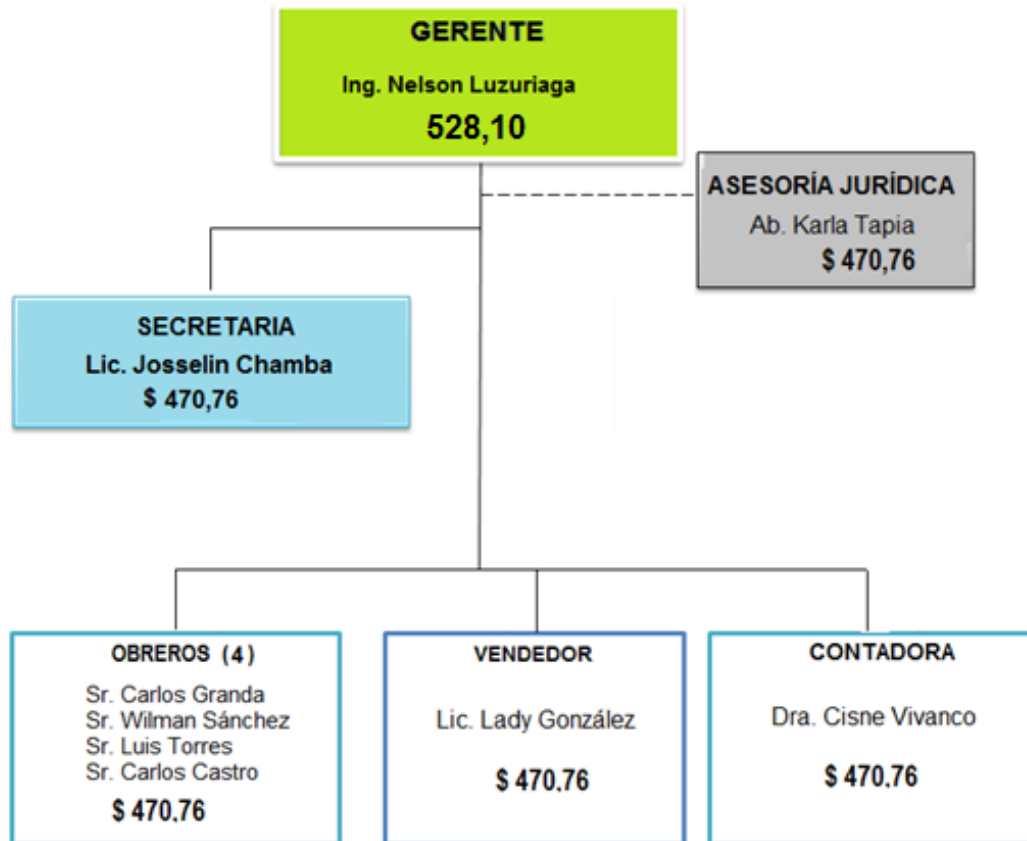 GERENTE
Ing. Nelson Luzuriaga
528,10
ASESORÍA JURÍDICA
Ab. Karla Tapia
$ 470,76
SECRETARIA
Lic. Josselin Chamba
$ 470,76
OBREROS (4)
Sr. Carlos Granda
Sr. Wilman Sánchez
Sr. Luis Torres
Sr. Carlos Castro
$ 470,76
VENDEDOR
Lic. Lady González
$ 470,76
CONTADORA
Dra. Cisne Vivanco
$ 470,76